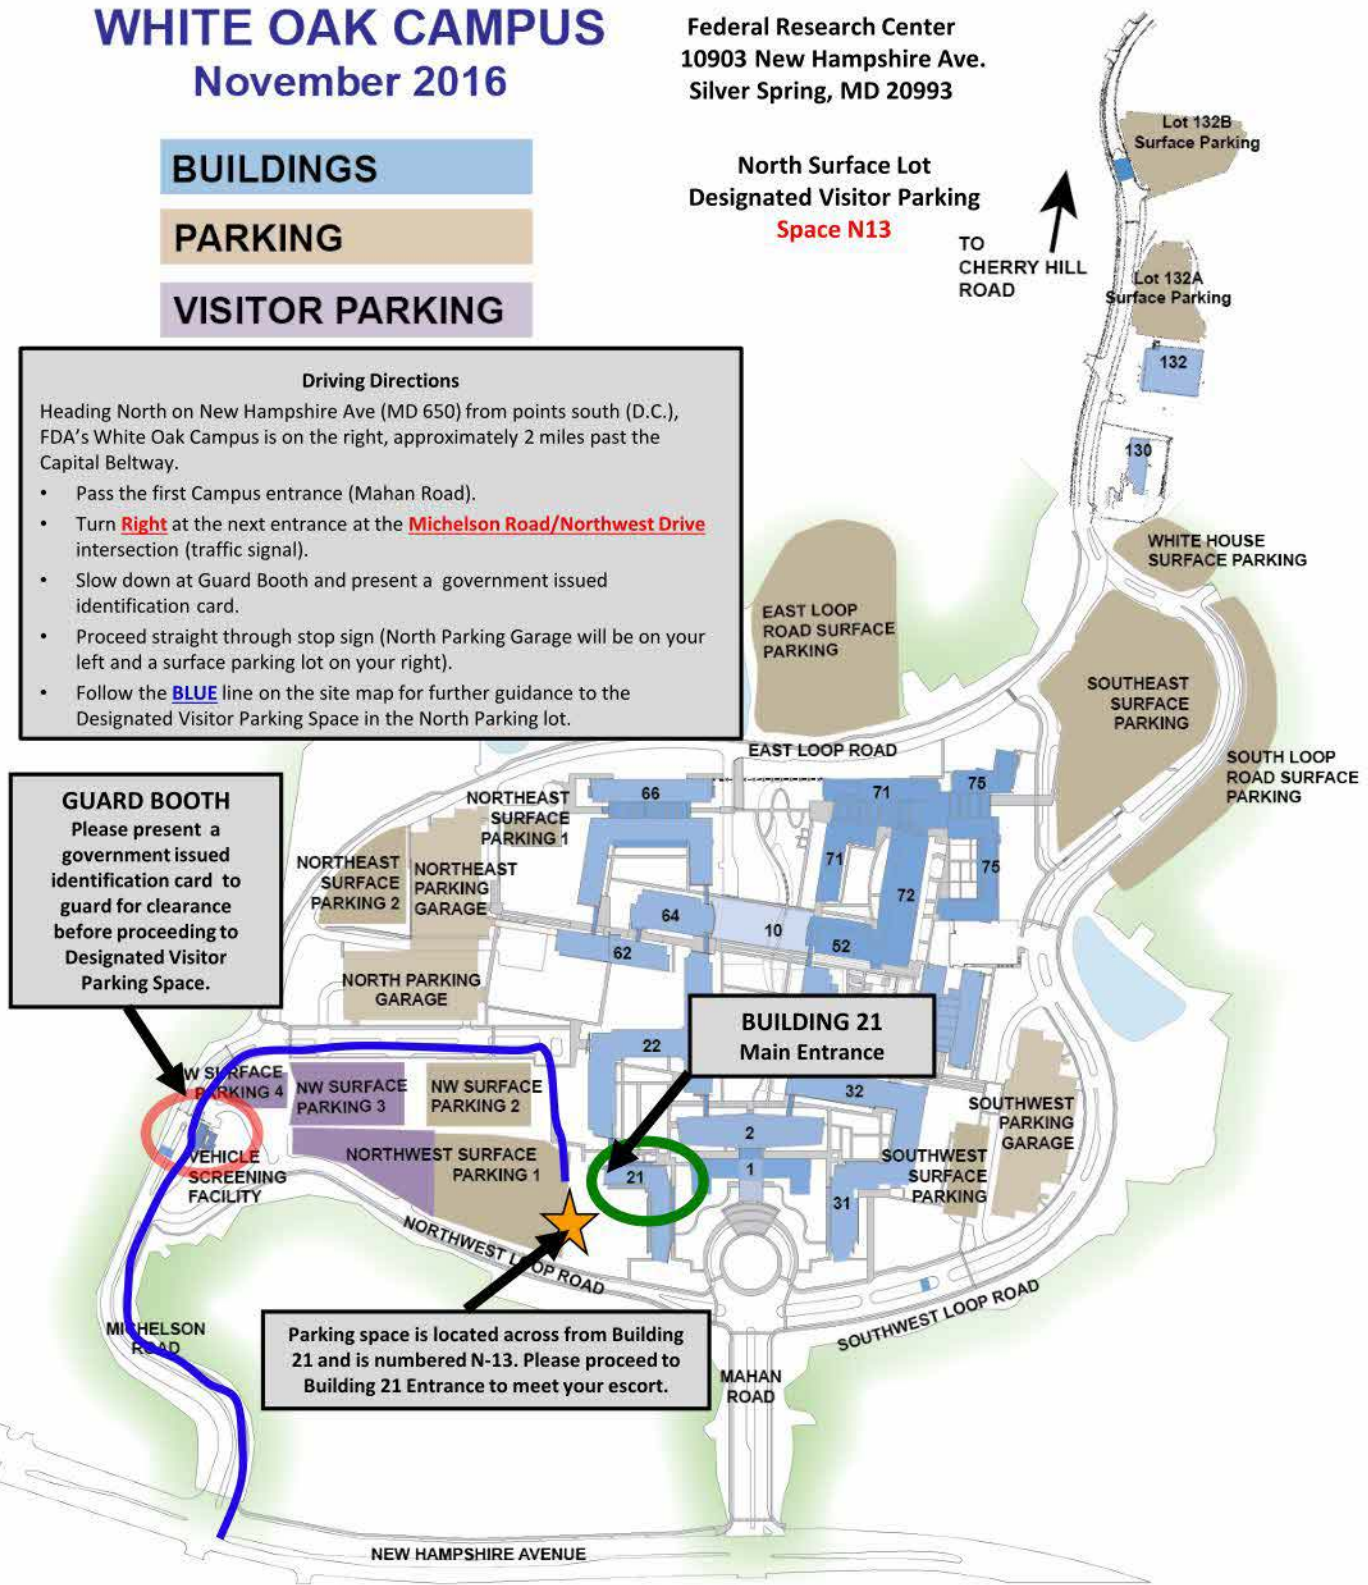 WHITE OAK CAMPUS
November 2016
Federal Research Center
10903 New Hampshire Ave.
Silver Spring, MD 20993
BUILDINGS
PARKING
VISITOR PARKING
North Surface Lot
Designated Visitor Parking
Space N13
Lot 132B
Surface Parking
TO
CHERRY HILL
ROAD
Lot 132A
Surface Parking
132
130
Driving Directions
Heading North on New Hampshire Ave (MD 650) from points south (D.C.),
FDA's White Oak Campus is on the right, approximately 2 miles past the
Capital Beltway.
• Pass the first Campus entrance (Mahan Road).
• Turn Right at the next entrance at the Michelson Road/Northwest Drive
intersection (traffic signal).
• Slow down at Guard Booth and present a government issued
identification card.
• Proceed straight through stop sign (North Parking Garage will be on your
left and a surface parking lot on your right).
• Follow the BLUE line on the site map for further guidance to the
Designated Visitor Parking Space in the North Parking lot.
WHITE HOUSE
SURFACE PARKING
EAST LOOP
ROAD SURFACE
PARKING
SOUTHEAST
SURFACE
PARKING
SOUTH LOOP
ROAD SURFACE
PARKING
EAST LOOP ROAD
GUARD BOOTH
Please present a
government issued
identification card to
guard for clearance
before proceeding to
Designated Visitor
Parking Space.
NORTHEAST
SURFACE
PARKING 1
66
71
75
NORTHEAST
SURFACE
PARKING 2
NORTHEAST
PARKING
GARAGE
71
72
75
64
10
52
62
NORTH PARKING
GARAGE
BUILDING 21
Main Entrance
22
NW SURFACE
PARKING 4
NW SURFACE
PARKING 3
NW SURFACE
PARKING 2
32
SOUTHWEST
PARKING
GARAGE
2
VEHICLE
SCREENING
FACILITY
NORTHWEST SURFACE
PARKING 1
21
1
31
SOUTHWEST
SURFACE
PARKING
NORTHWEST LOOP ROAD
SOUTHWEST LOOP ROAD
MICHELSON
ROAD
Parking space is located across from Building
21 and is numbered N-13. Please proceed to
Building 21 Entrance to meet your escort.
MAHAN
ROAD
NEW HAMPSHIRE AVENUE